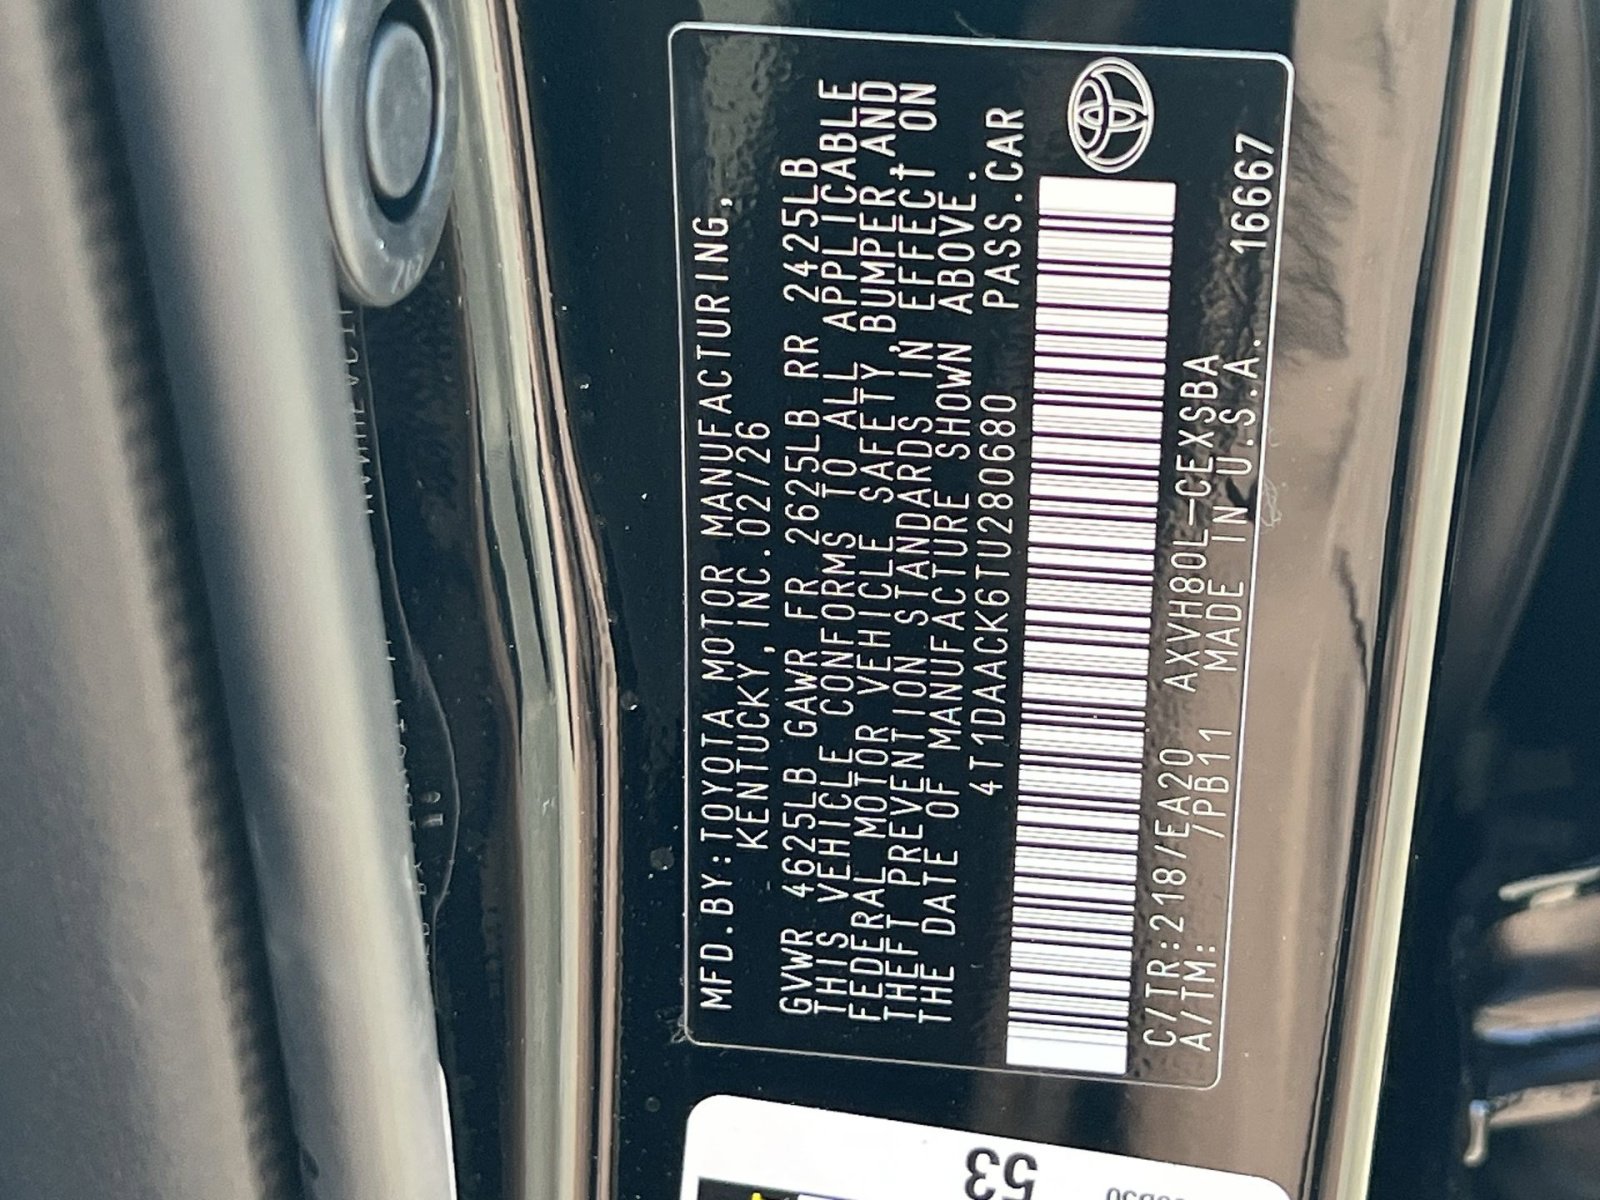 MFD.BY:TOYOTA MOTOR MANUFACTURING,
KENTUCKY,INC.02/26
GVWR 4625LB GAWR FR 2625LB RR 2425LB
THIS VEHICLE CONFORMS TO ALL APPLICABLE
FEDERAL MOTOR VEHICLE SAFETY,BUMPER,AND
THEFT PREVENTION STANDARDS IN EFFECT ON
THE DATE OF MANUFACTURE SHOWN ABOVE.
4T1DAACK6TU280680 PASS.CAR
C/TR:218/EA20 AXVH80L-CEXSBA
A/TM: /PB11 MADE IN U.S.A. 16667
53